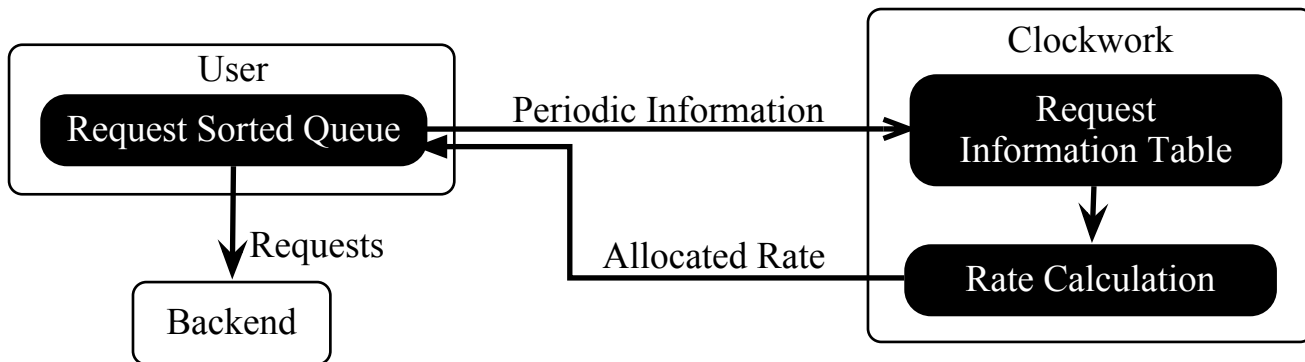 User
Request Sorted Queue
Requests
Backend
Periodic Information
Allocated Rate
Clockwork
Request
Information Table
Rate Calculation